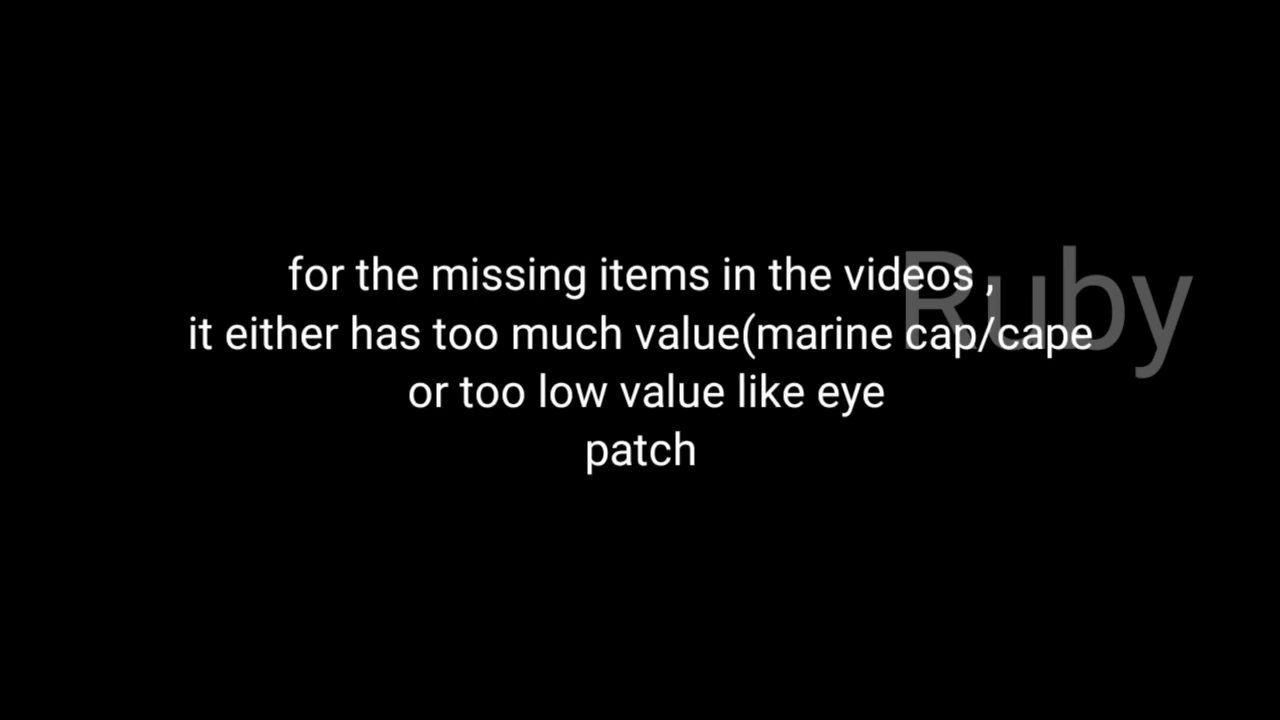 for the missing items in the videos ,
it either has too much value(marine cap/cape
or too low value like eye
patch
Ruby